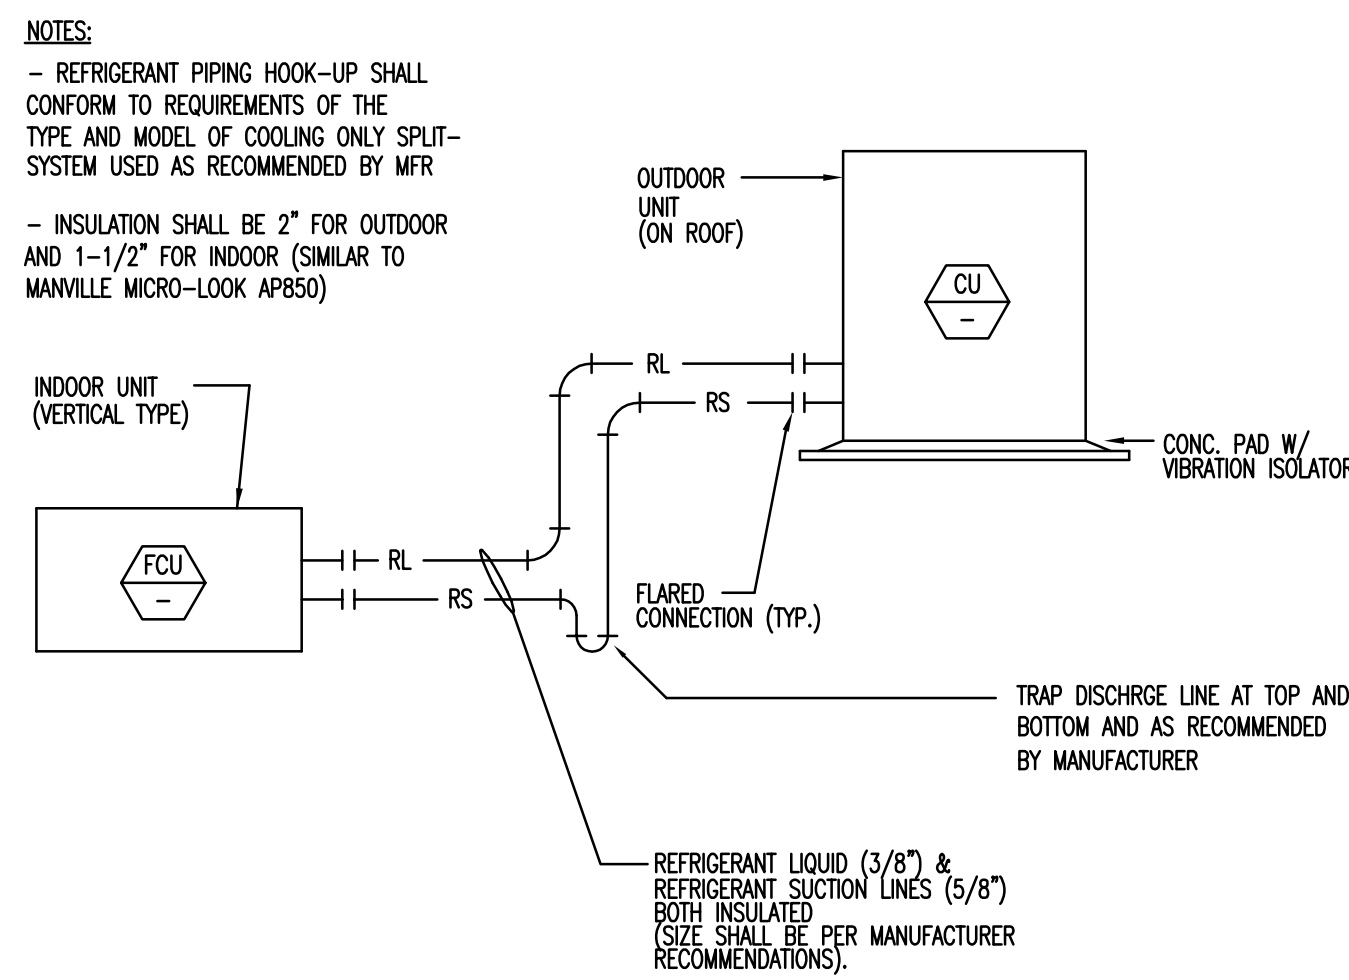 NOTES:
– REFRIGERANT PIPING HOOK–UP SHALL
CONFORM TO REQUIREMENTS OF THE
TYPE AND MODEL OF COOLING ONLY SPLIT–
SYSTEM USED AS RECOMMENDED BY MFR
– INSULATION SHALL BE 2" FOR OUTDOOR
AND 1–1/2" FOR INDOOR (SIMILAR TO
MANVILLE MICRO–LOOK AP850)
OUTDOOR
UNIT
(ON ROOF)
CU
–
RL
RS
INDOOR UNIT
(VERTICAL TYPE)
CONC. PAD W/
VIBRATION ISOLATOR
FCU
–
RL
RS
FLARED
CONNECTION (TYP.)
TRAP DISCHRGE LINE AT TOP AND
BOTTOM AND AS RECOMMENDED
BY MANUFACTURER
REFRIGERANT LIQUID (3/8") &
REFRIGERANT SUCTION LINES (5/8")
BOTH INSULATED
(SIZE SHALL BE PER MANUFACTURER
RECOMMENDATIONS).